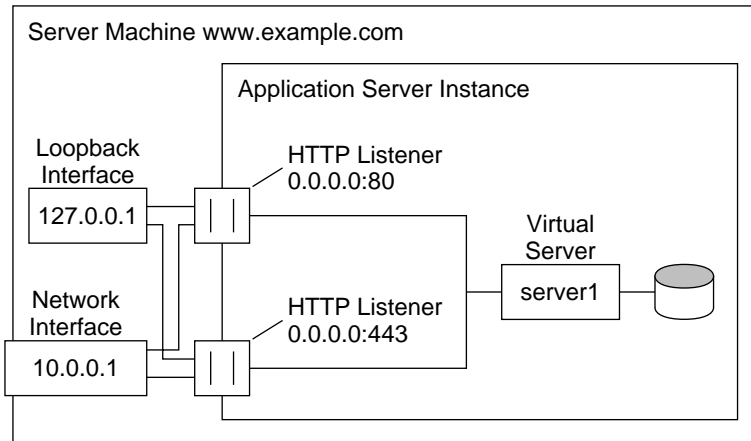 Server Machine www.example.com
Application Server Instance
Loopback
Interface
127.0.0.1
HTTP Listener
0.0.0.0:80
Virtual
Server
server1
Network
Interface
10.0.0.1
HTTP Listener
0.0.0.0:443